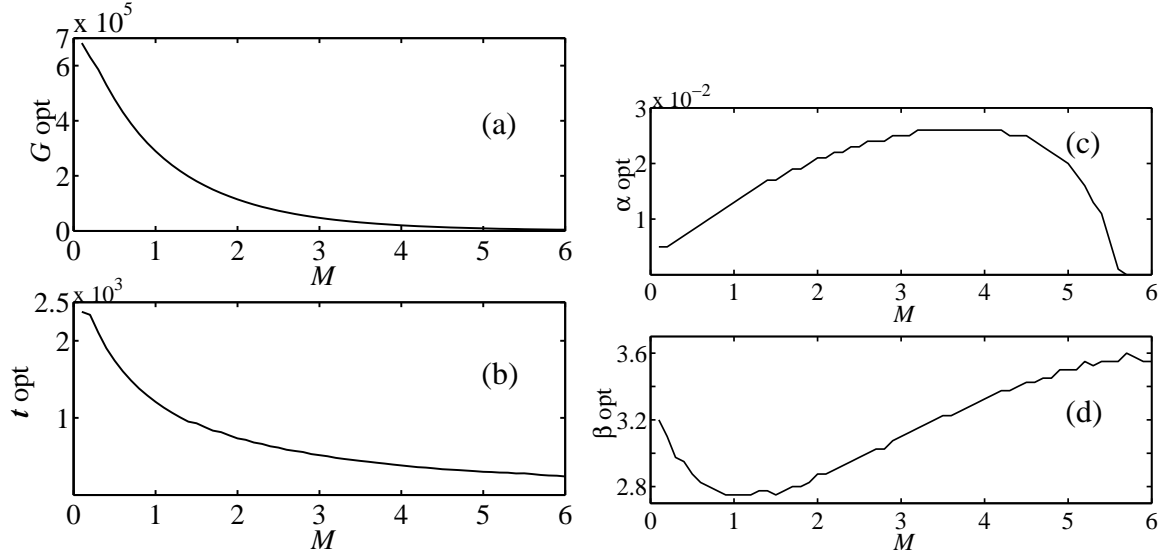 x 10^5
7
6
4
2
0
G opt
(a)
0 1 2 3 4 5 6
M
x 10^3
2.5
2
1
t opt
(b)
0 1 2 3 4 5 6
M
x 10^−2
3
2
1
α opt
(c)
0 1 2 3 4 5 6
M
3.6
3.2
2.8
β opt
(d)
0 1 2 3 4 5 6
M